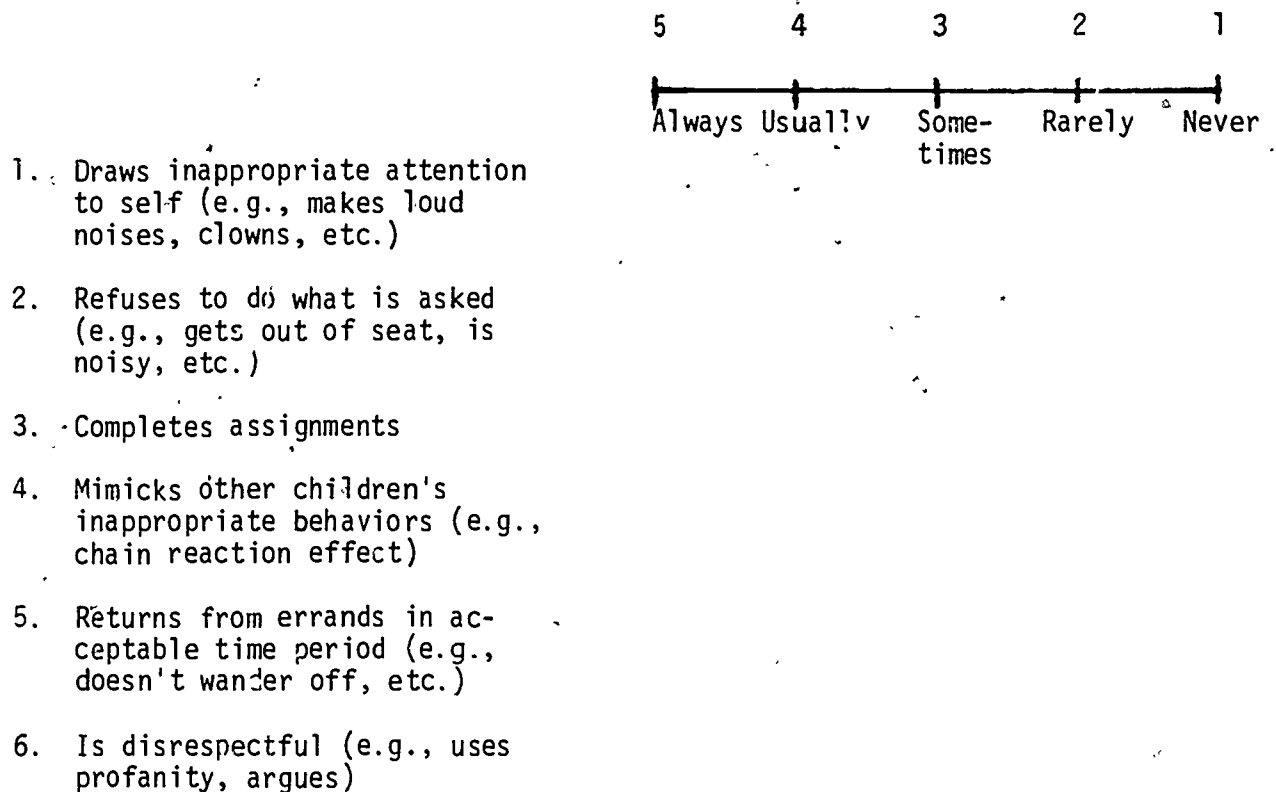 5 4 3 2 1
Always Usually Some- Rarely Never
times
1. Draws inappropriate attention
to self (e.g., makes loud
noises, clowns, etc.)
2. Refuses to do what is asked
(e.g., gets out of seat, is
noisy, etc.)
3. Completes assignments
4. Mimicks other children's
inappropriate behaviors (e.g.,
chain reaction effect)
5. Returns from errands in ac-
ceptable time period (e.g.,
doesn't wander off, etc.)
6. Is disrespectful (e.g., uses
profanity, argues)